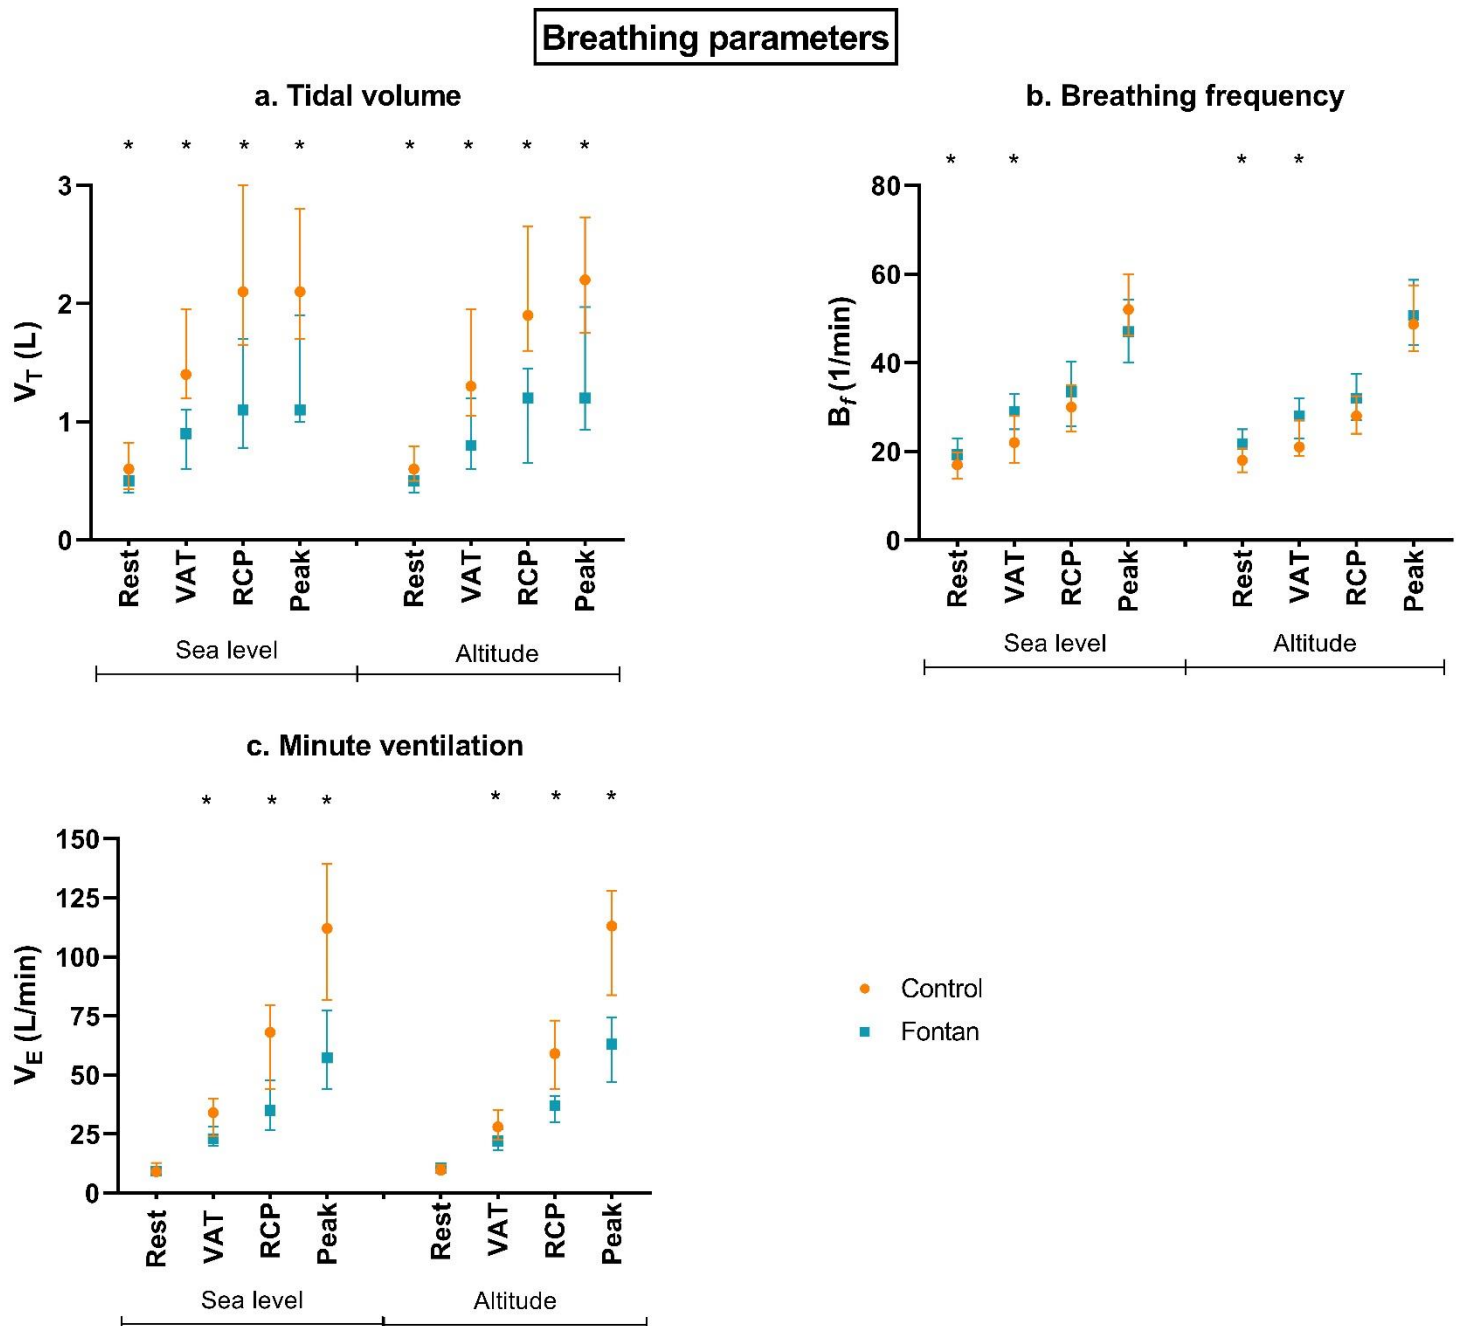 Breathing parameters
a. Tidal volume
* * * * * * * *
3
2
1
0
V_T (L)
Rest VAT RCP Peak Rest VAT RCP Peak
Sea level Altitude
b. Breathing frequency
* * * *
80
60
40
20
0
B_f (1/min)
Rest VAT RCP Peak Rest VAT RCP Peak
Sea level Altitude
c. Minute ventilation
* * * * * *
150
125
100
75
50
25
0
V_E (L/min)
Rest VAT RCP Peak Rest VAT RCP Peak
Sea level Altitude
Control
Fontan